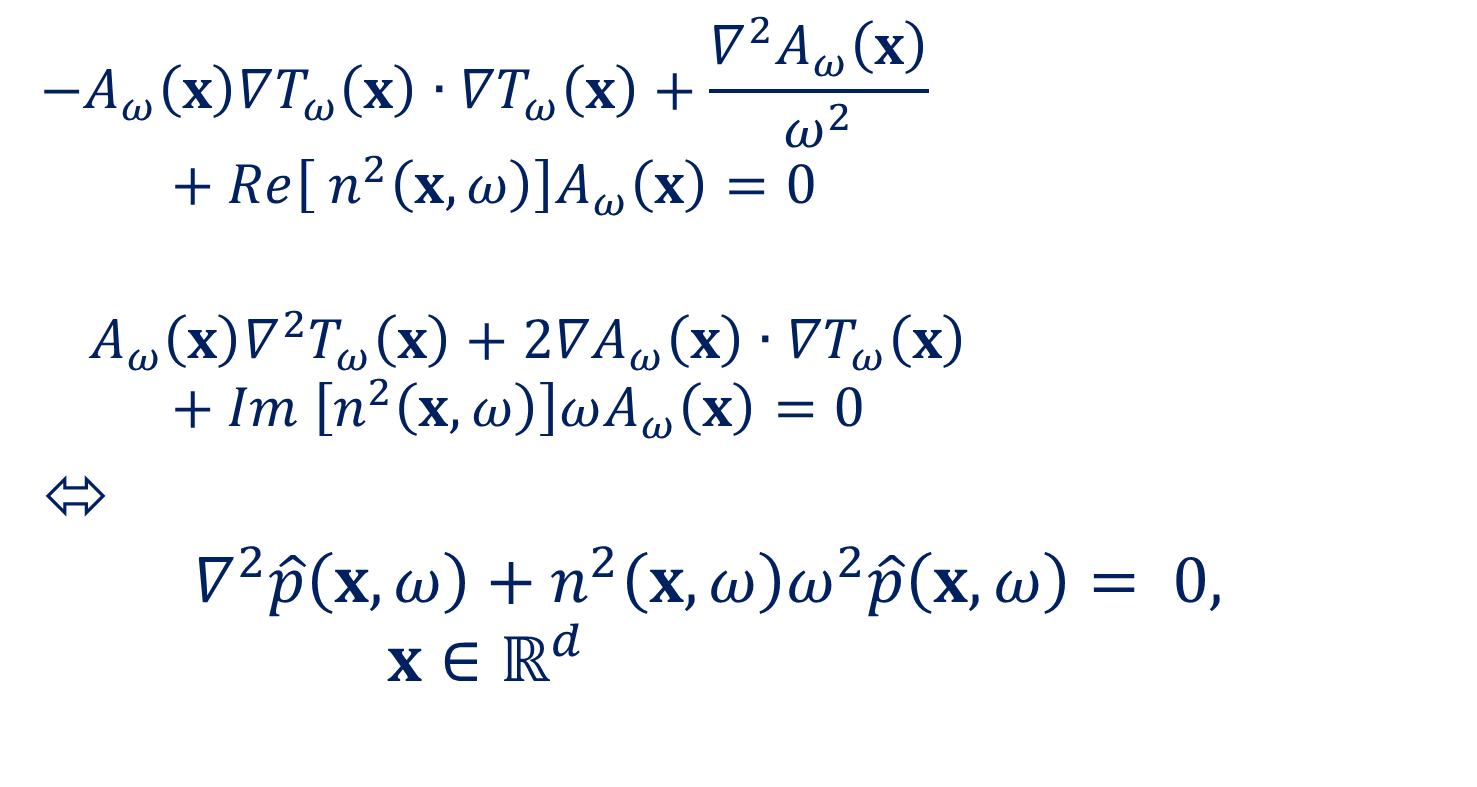 −A_ω(𝐱)∇T_ω(𝐱) · ∇T_ω(𝐱) + ∇²A_ω(𝐱)/ω²
+ Re[ n²(𝐱, ω)]A_ω(𝐱) = 0
A_ω(𝐱)∇²T_ω(𝐱) + 2∇A_ω(𝐱) · ∇T_ω(𝐱)
+ Im [n²(𝐱, ω)]ωA_ω(𝐱) = 0
⇔
∇²p̂(𝐱, ω) + n²(𝐱, ω)ω²p̂(𝐱, ω) = 0,
𝐱 ∈ ℝᵈ